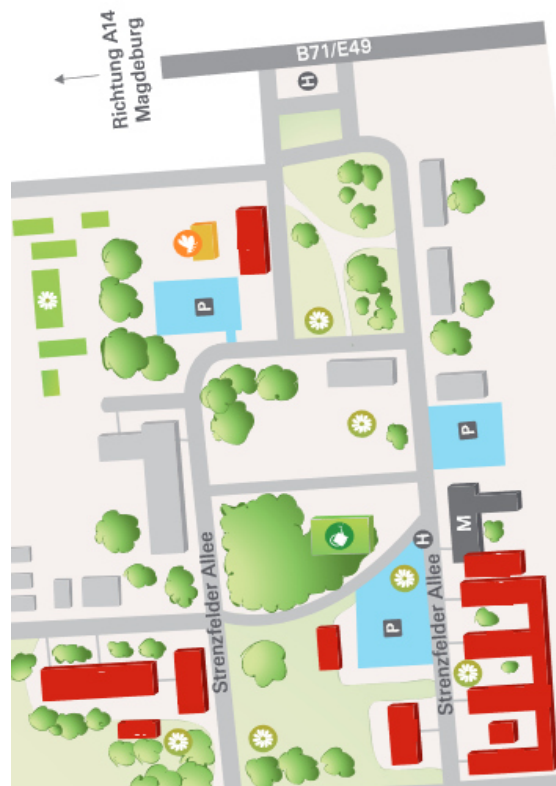 B71/E49
Richtung A14
Magdeburg
H
P
P
M
H
P
Strenzfelder Allee
Strenzfelder Allee